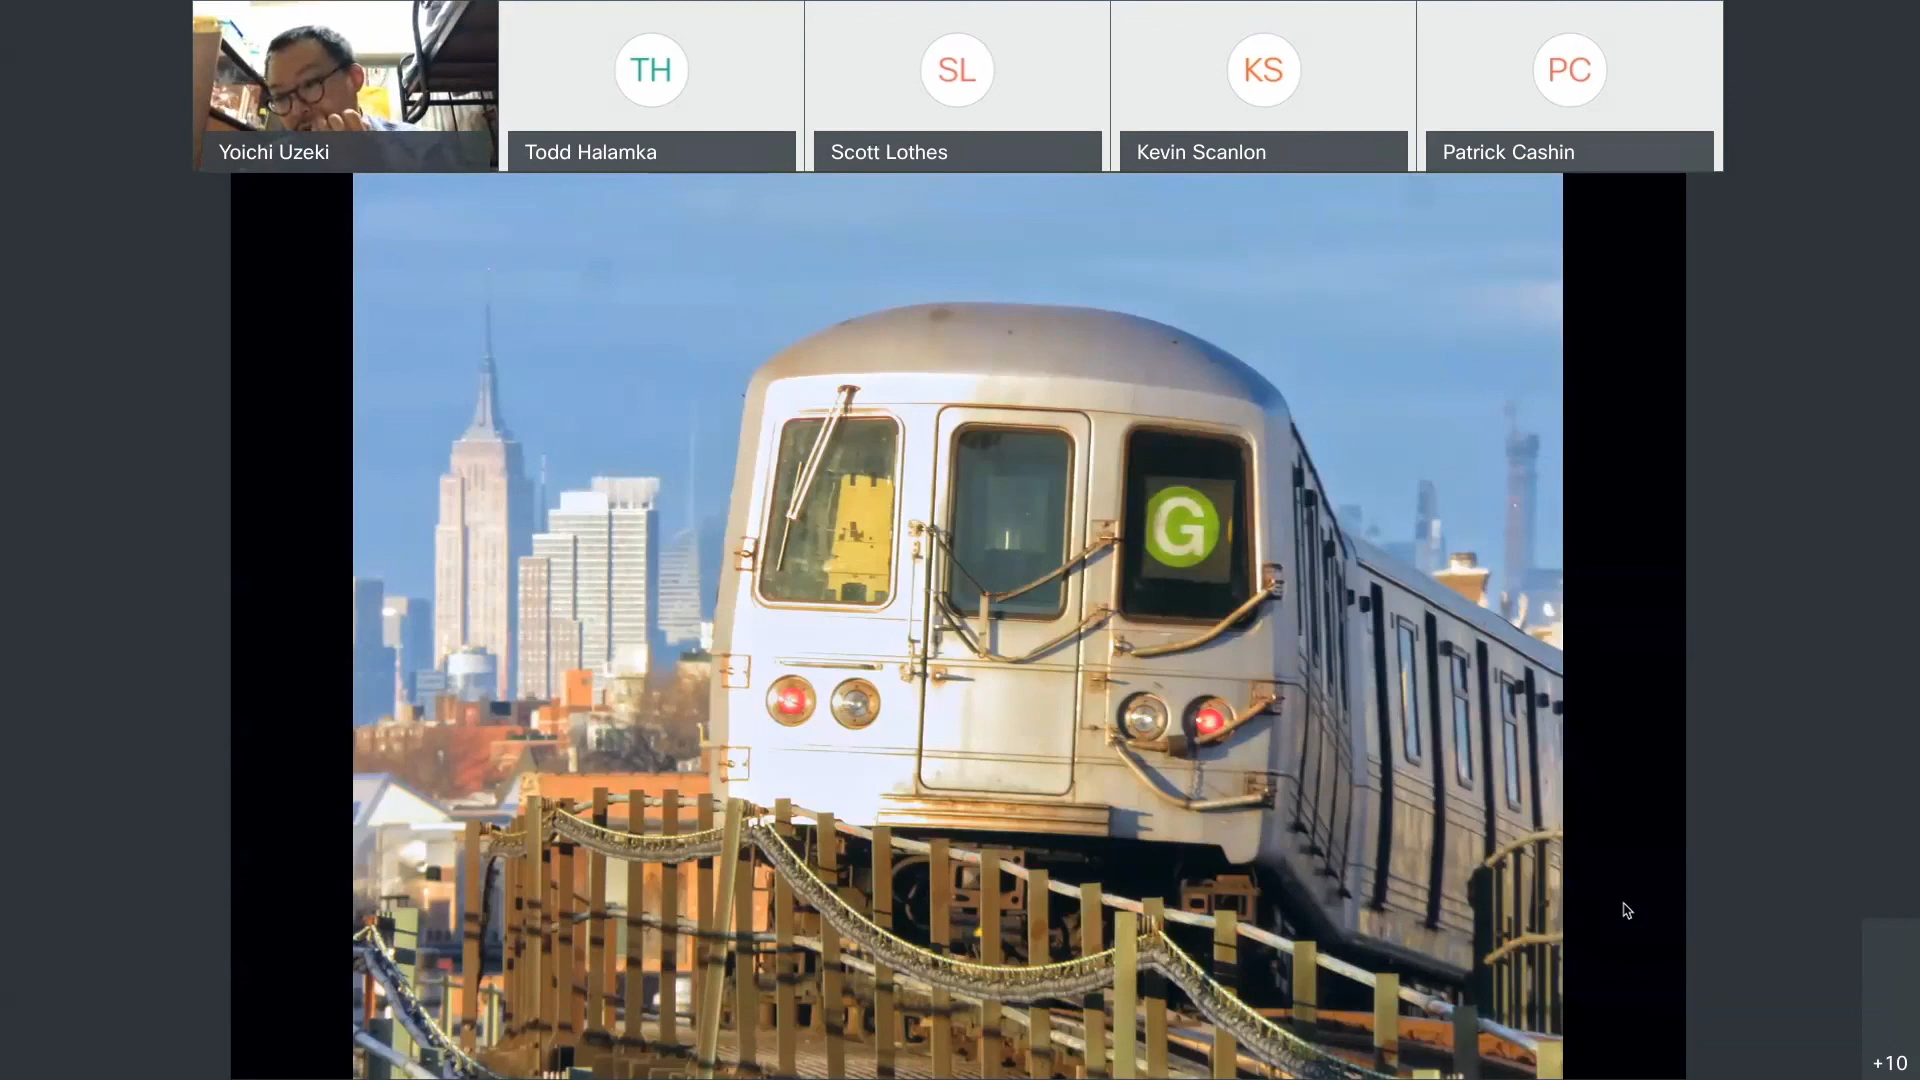 TH
SL
KS
PC
Yoichi Uzeki
Todd Halamka
Scott Lothes
Kevin Scanlon
Patrick Cashin
G
+10